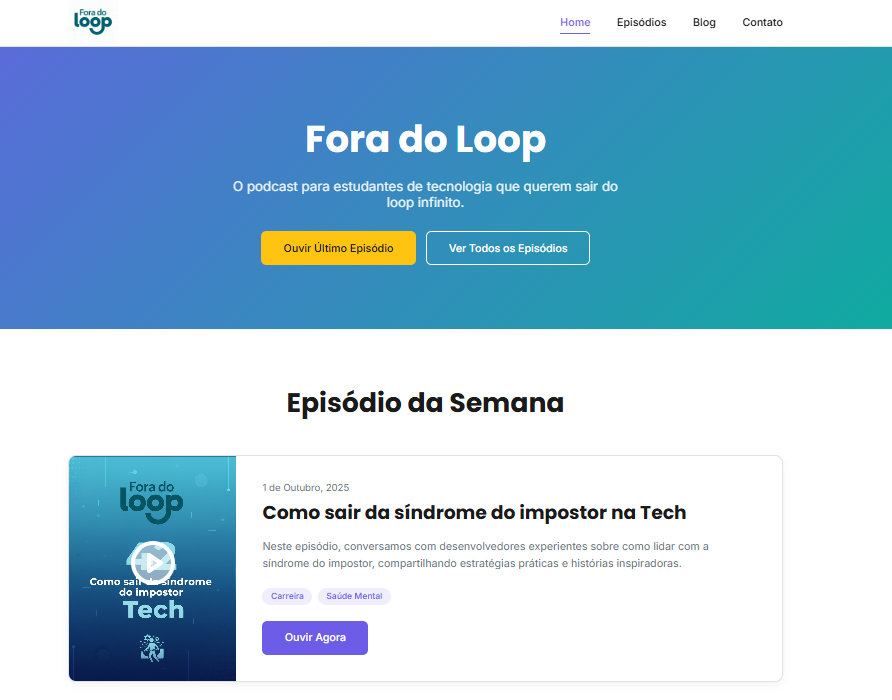 Fora do
loop
Home
Episódios
Blog
Contato
Fora do Loop
O podcast para estudantes de tecnologia que querem sair do
loop infinito.
Ouvir Último Episódio
Ver Todos os Episódios
Episódio da Semana
Fora do
loop
42
Como sair da síndrome
do impostor
Tech
1 de Outubro, 2025
Como sair da síndrome do impostor na Tech
Neste episódio, conversamos com desenvolvedores experientes sobre como lidar com a
síndrome do impostor, compartilhando estratégias práticas e histórias inspiradoras.
Carreira
Saúde Mental
Ouvir Agora